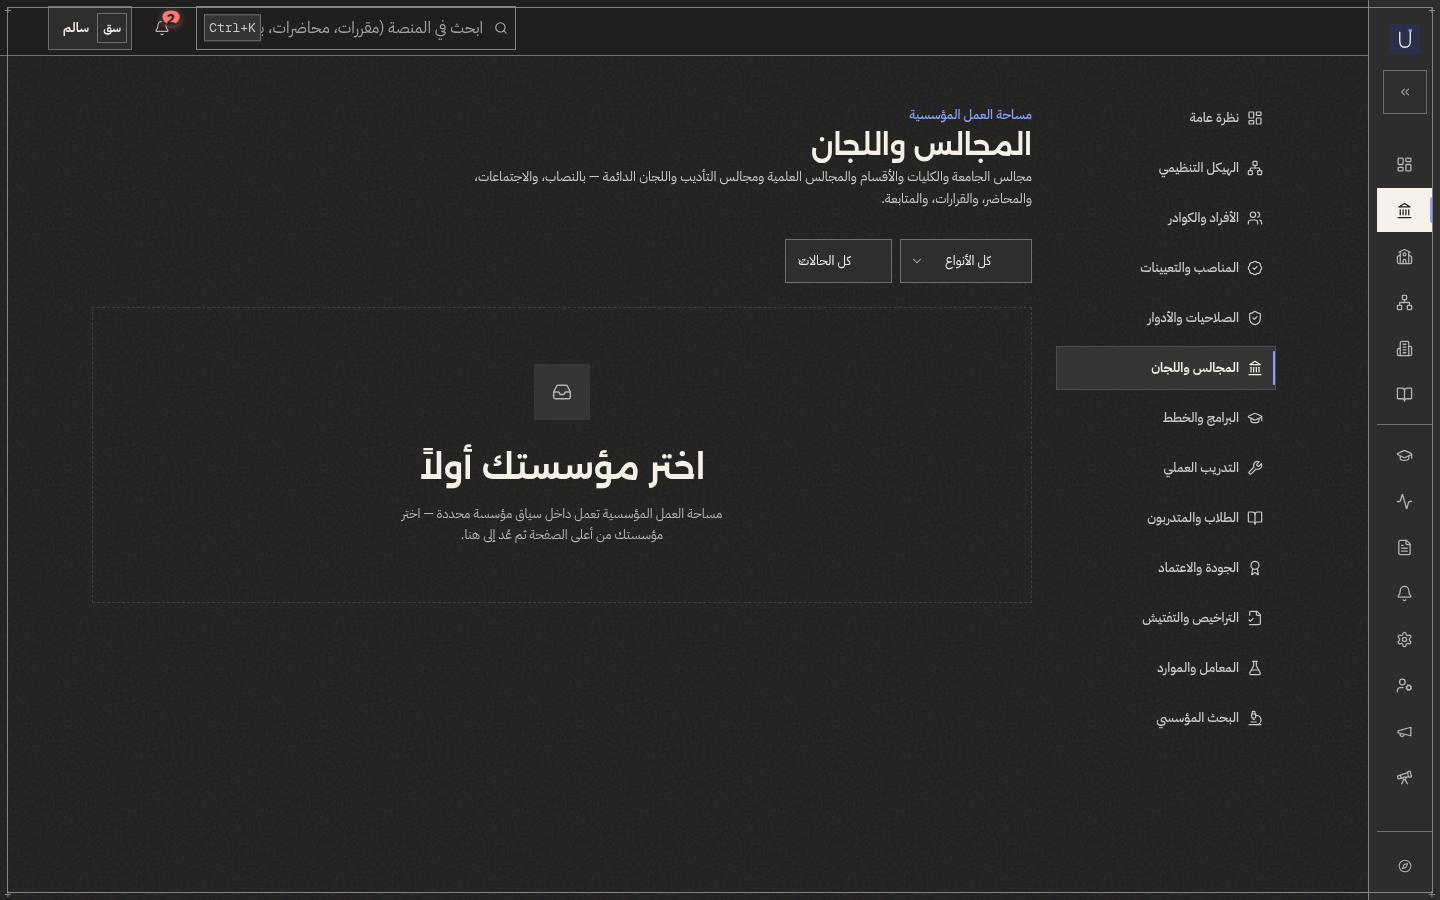 ابحث في المنصة (مقررات، محاضرات، ي
Ctrl+K
2
سق
سالم
نظرة عامة
الهيكل التنظيمي
الأفراد والكوادر
المناصب والتعيينات
الصلاحيات والأدوار
المجالس واللجان
البرامج والخطط
التدريب العملي
الطلاب والمتدربون
الجودة والاعتماد
التراخيص والتفتيش
المعامل والموارد
البحث المؤسسي
مساحة العمل المؤسسية
المجالس واللجان
مجالس الجامعة والكليات والأقسام والمجالس العلمية ومجالس التأديب واللجان الدائمة — بالنصاب، والاجتماعات،
والمحاضر، والقرارات، والمتابعة.
كل الأنواع
كل الحالات
اختر مؤسستك أولاً
مساحة العمل المؤسسية تعمل داخل سياق مؤسسة محددة — اختر
مؤسستك من أعلى الصفحة ثم عُد إلى هنا.